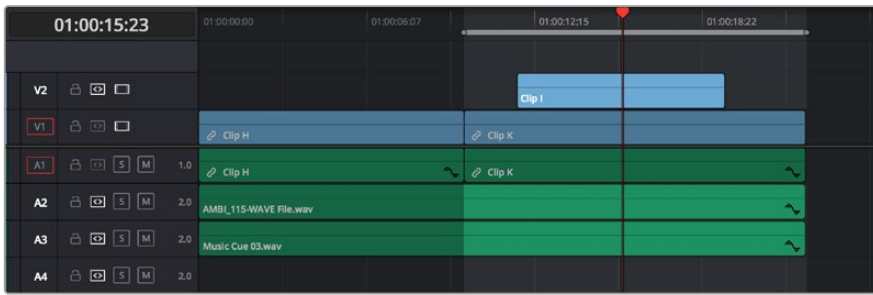 01:00:15:23
01:00:00:00
01:00:06:07
01:00:12:15
01:00:18:22
V2
Clip I
V1
Clip H
Clip K
A1
S
M
1.0
Clip H
Clip K
A2
S
M
2.0
AMBI_115-WAVE File.wav
A3
S
M
2.0
Music Cue 03.wav
A4
S
M
2.0